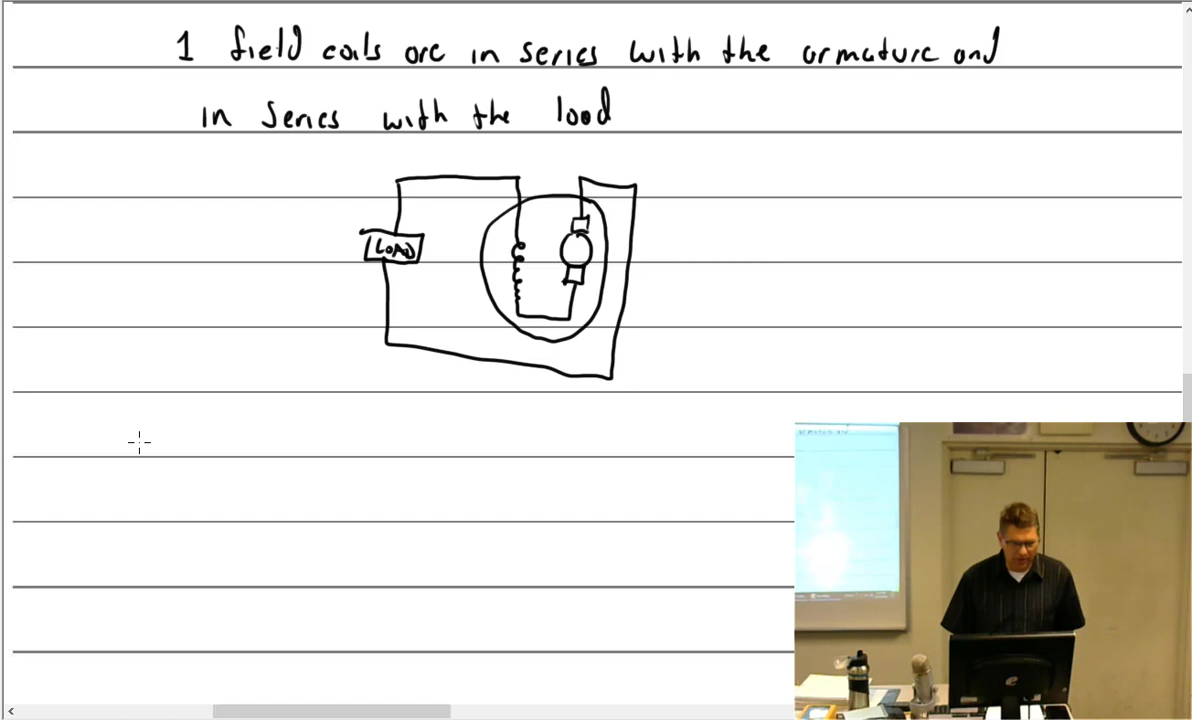 1 field coils are in series with the armature and
in series with the load
LOAD